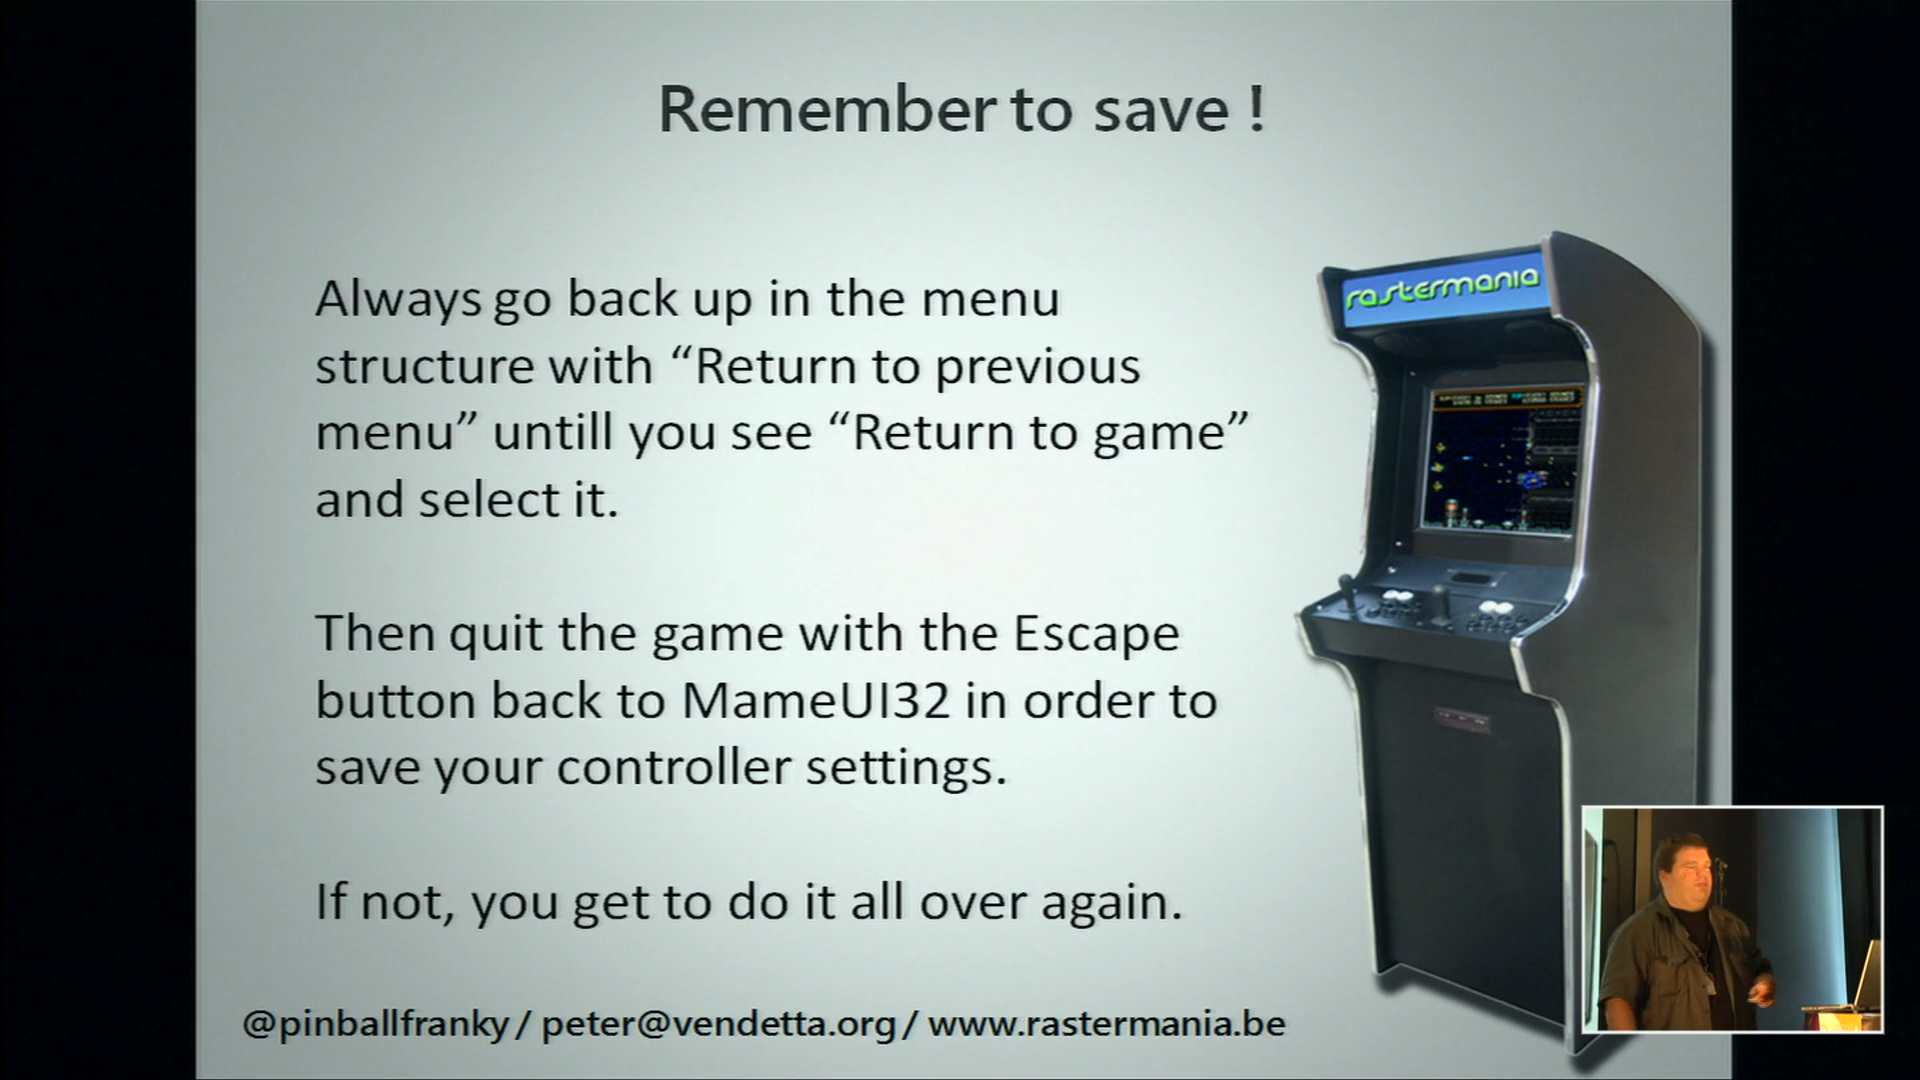 Remember to save !
rastermania
Always go back up in the menu
structure with “Return to previous
menu” untill you see “Return to game”
and select it.
Then quit the game with the Escape
button back to MameUI32 in order to
save your controller settings.
If not, you get to do it all over again.
@pinballfranky / peter@vendetta.org / www.rastermania.be